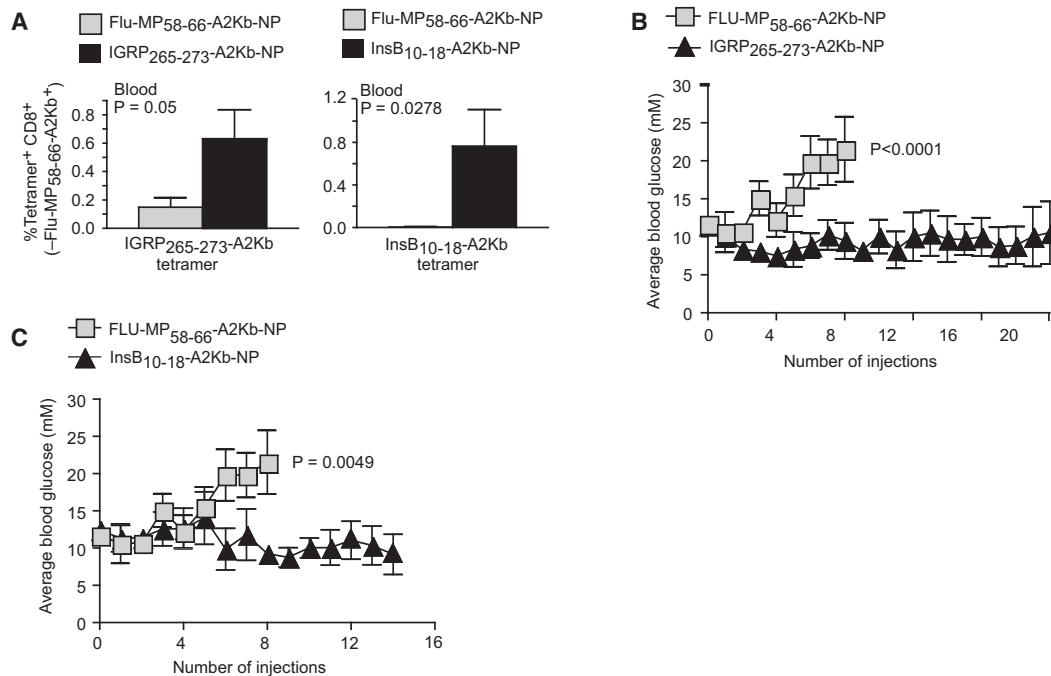 A
Flu-MP58-66-A2Kb-NP
IGRP265-273-A2Kb-NP
Flu-MP58-66-A2Kb-NP
InsB10-18-A2Kb-NP
%Tetramer+ CD8+
(–Flu-MP58-66-A2Kb+)
Blood
P = 0.05
0.8
0.6
0.4
0.2
0.0
IGRP265-273-A2Kb
tetramer
Blood
P = 0.0278
1.2
0.8
0.4
0.0
InsB10-18-A2Kb
tetramer
B
FLU-MP58-66-A2Kb-NP
IGRP265-273-A2Kb-NP
Average blood glucose (mM)
30
25
20
15
10
5
0
P<0.0001
0 4 8 12 16 20
Number of injections
C
FLU-MP58-66-A2Kb-NP
InsB10-18-A2Kb-NP
Average blood glucose (mM)
30
25
20
15
10
5
0
P = 0.0049
0 4 8 12 16
Number of injections